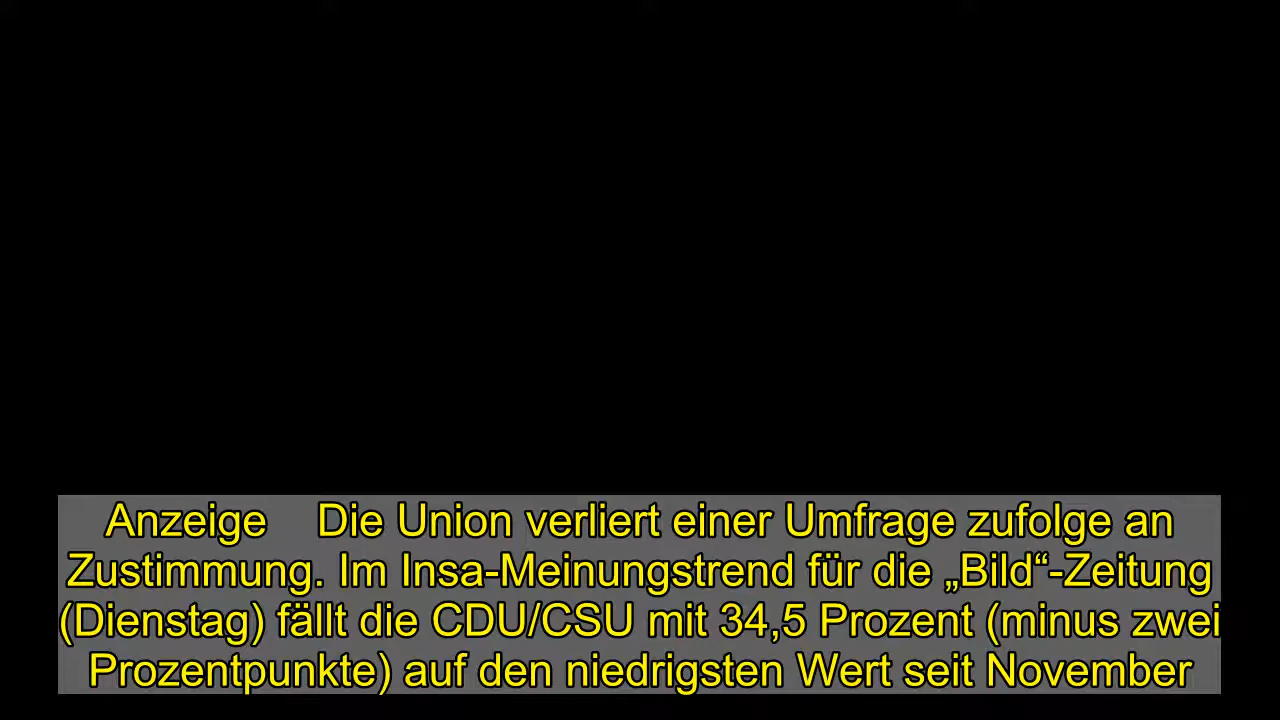 Anzeige    Die Union verliert einer Umfrage zufolge an
Zustimmung. Im Insa-Meinungstrend für die „Bild“-Zeitung
(Dienstag) fällt die CDU/CSU mit 34,5 Prozent (minus zwei
Prozentpunkte) auf den niedrigsten Wert seit November